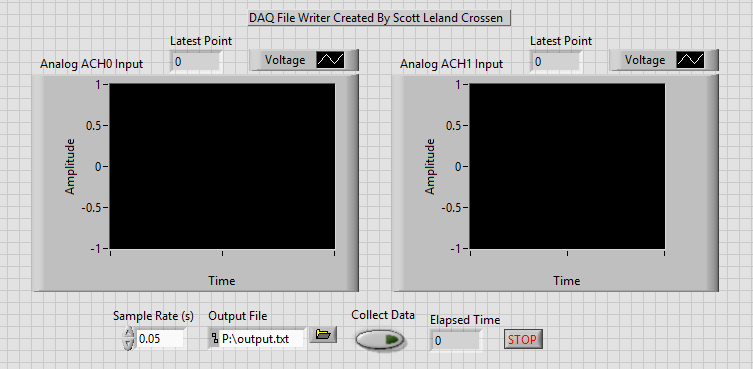 DAQ File Writer Created By Scott Leland Crossen
Latest Point
0
Voltage
Analog ACH0 Input
1
0.5
0
-0.5
-1
Amplitude
Time
Latest Point
0
Voltage
Analog ACH1 Input
1
0.5
0
-0.5
-1
Amplitude
Time
Sample Rate (s)
0.05
Output File
P:\output.txt
Collect Data
Elapsed Time
0
STOP